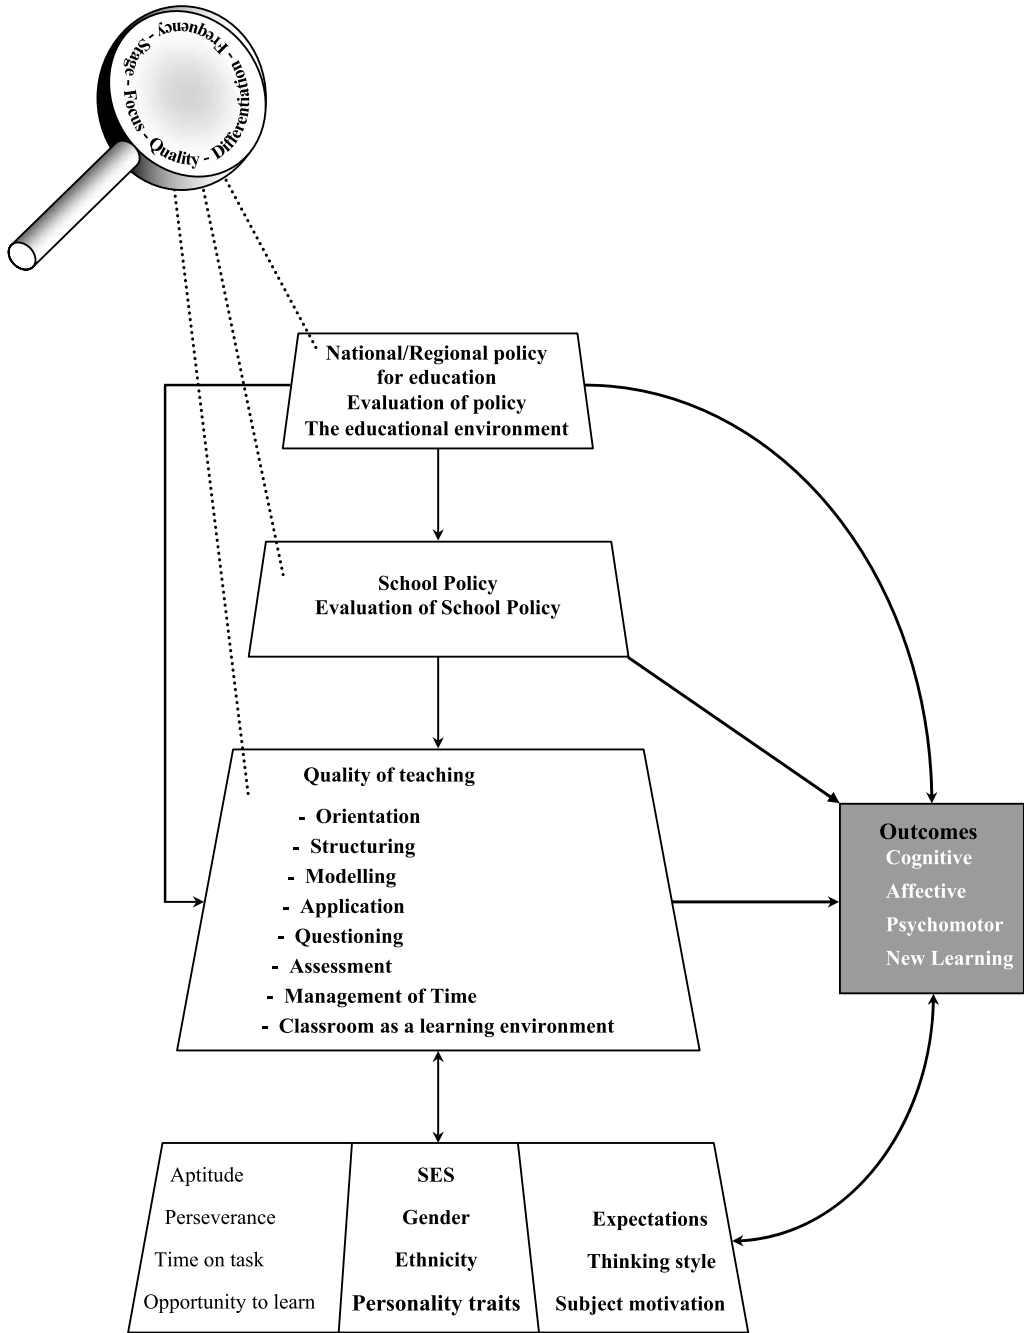 Frequency - Stage - Focus - Quality - Differentiation -
National/Regional policy
for education
Evaluation of policy
The educational environment
School Policy
Evaluation of School Policy
Quality of teaching
- Orientation
- Structuring
- Modelling
- Application
- Questioning
- Assessment
- Management of Time
- Classroom as a learning environment
Outcomes
Cognitive
Affective
Psychomotor
New Learning
Aptitude
Perseverance
Time on task
Opportunity to learn
SES
Gender
Ethnicity
Personality traits
Expectations
Thinking style
Subject motivation